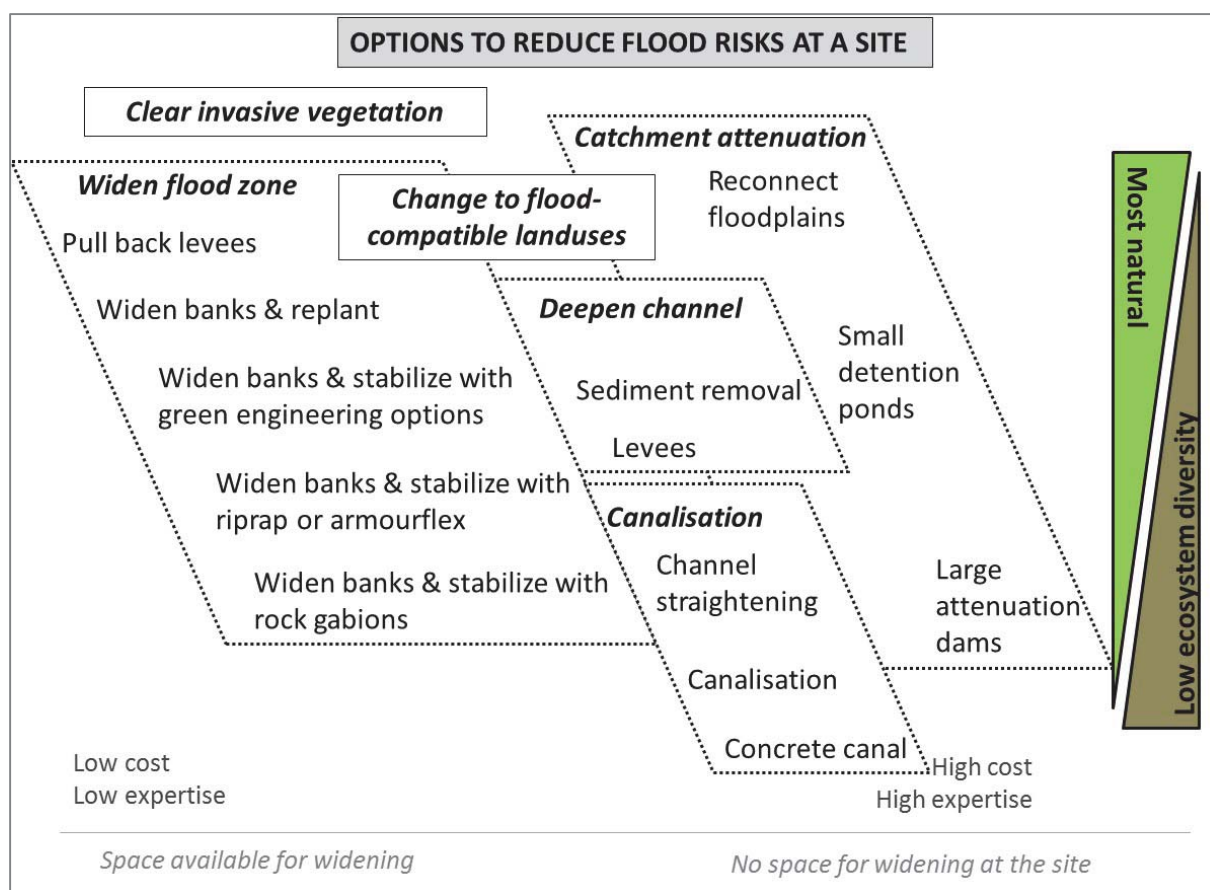 OPTIONS TO REDUCE FLOOD RISKS AT A SITE
Clear invasive vegetation
Widen flood zone
Pull back levees
Widen banks & replant
Widen banks & stabilize with
green engineering options
Widen banks & stabilize with
riprap or armourflex
Widen banks & stabilize with
rock gabions
Change to flood-
compatible landuses
Deepen channel
Sediment removal
Levees
Canalisation
Channel
straightening
Canalisation
Concrete canal
Catchment attenuation
Reconnect
floodplains
Small
detention
ponds
Large
attenuation
dams
Most natural
Low ecosystem diversity
Low cost
Low expertise
High cost
High expertise
Space available for widening
No space for widening at the site